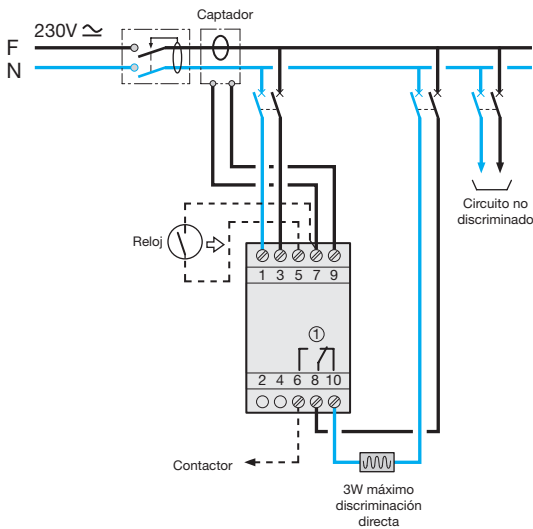 Captador
230V ≃
F
N
Circuito no
discriminado
Reloj
1 3 5 7 9
①
2 4 6 8 10
Contactor
3W máximo
discriminación
directa